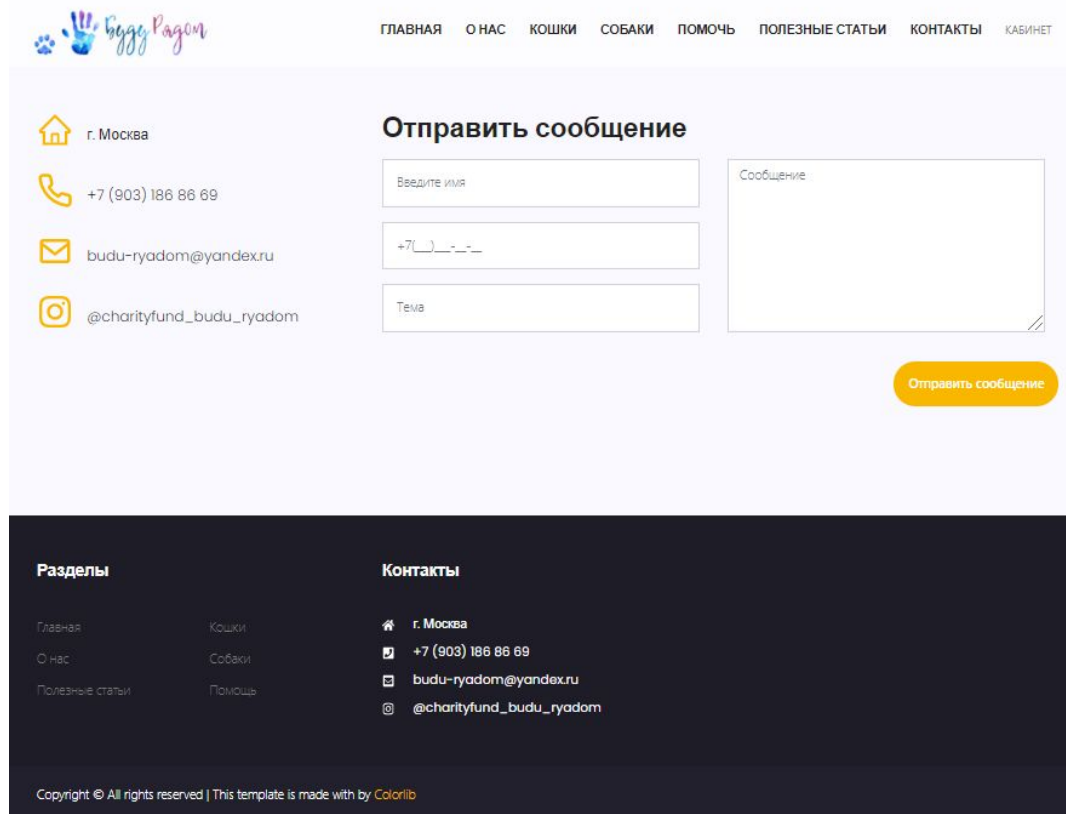 Буду Рядом
ГЛАВНАЯ О НАС КОШКИ СОБАКИ ПОМОЧЬ ПОЛЕЗНЫЕ СТАТЬИ КОНТАКТЫ КАБИНЕТ
г. Москва
+7 (903) 186 86 69
budu-ryadom@yandex.ru
@charityfund_budu_ryadom
Отправить сообщение
Введите имя
+7(__)___-__-__
Тема
Сообщение
Отправить сообщение
Разделы
Главная Кошки
О нас Собаки
Полезные статьи Помощь
Контакты
г. Москва
+7 (903) 186 86 69
budu-ryadom@yandex.ru
@charityfund_budu_ryadom
Copyright © All rights reserved | This template is made with by Colorlib